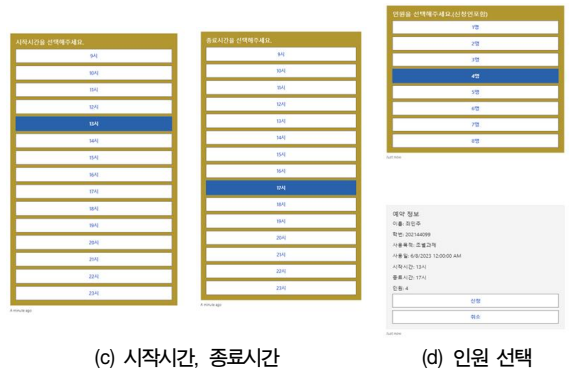 시작시간을 선택해주세요.
9시
10시
11시
12시
13시
14시
15시
16시
17시
18시
19시
20시
21시
22시
23시
A minute ago
종료시간을 선택해주세요.
9시
10시
11시
12시
13시
14시
15시
16시
17시
18시
19시
20시
21시
22시
23시
A minute ago
(c) 시작시간, 종료시간
인원을 선택해주세요.(신청인포함)
1명
2명
3명
4명
5명
6명
7명
8명
Just now
예약 정보
이름: 최민주
학번: 202144099
사용목적: 조별과제
사용일: 6/8/2023 12:00:00 AM
시작시간: 13시
종료시간: 17시
인원: 4
신청
취소
Just now
(d) 인원 선택